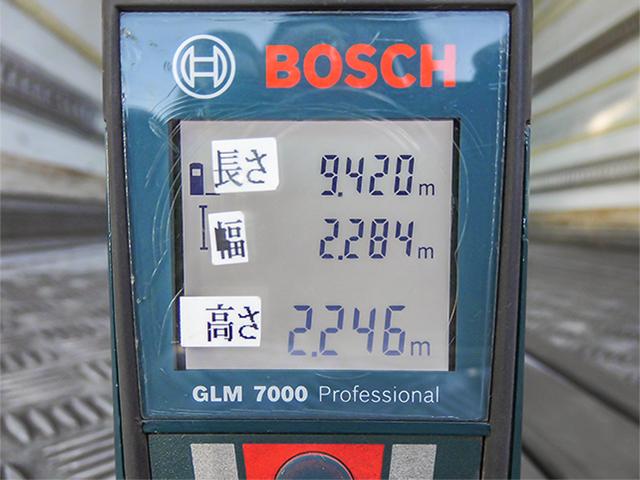 BOSCH
長さ 9.420 m
幅 2.284 m
高さ 2.246 m
GLM 7000 Professional